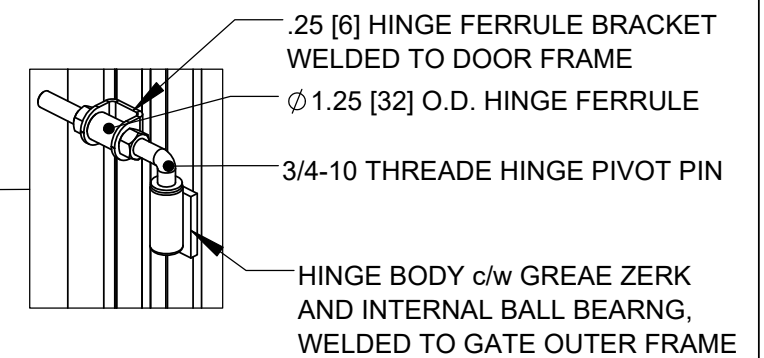 .25 [6] HINGE FERRULE BRACKET
WELDED TO DOOR FRAME
∅1.25 [32] O.D. HINGE FERRULE
3/4-10 THREADE HINGE PIVOT PIN
HINGE BODY c/w GREAE ZERK
AND INTERNAL BALL BEARNG,
WELDED TO GATE OUTER FRAME